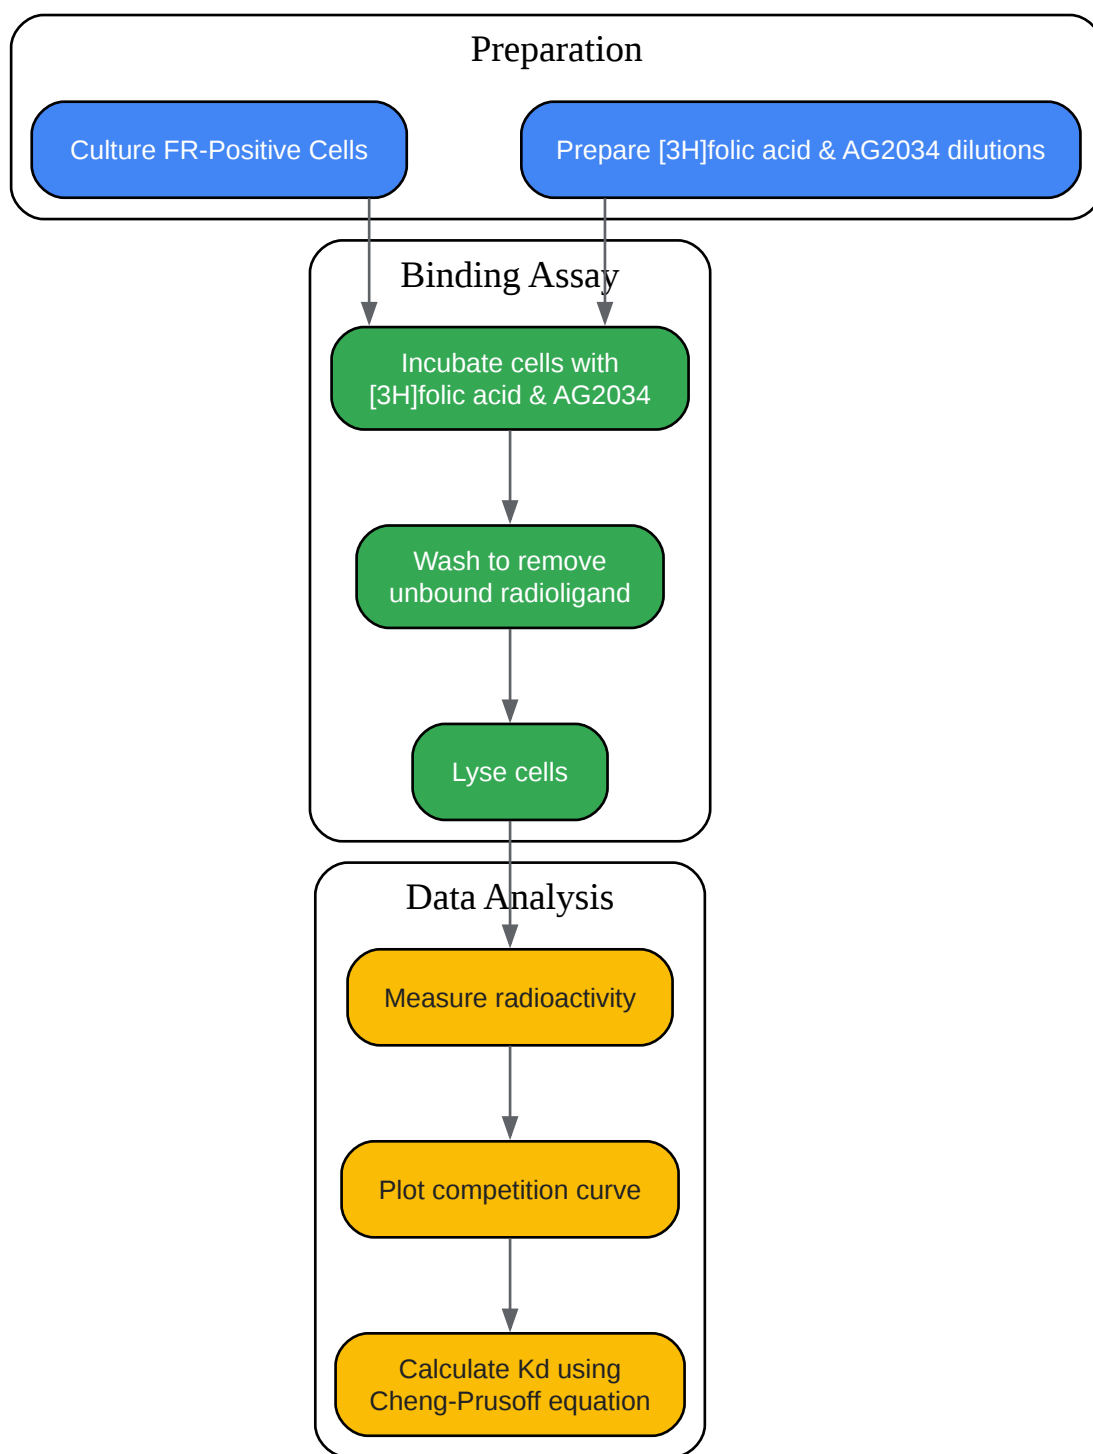 Preparation
Culture FR-Positive Cells
Prepare [3H]folic acid & AG2034 dilutions
Binding Assay
Incubate cells with
[3H]folic acid & AG2034
Wash to remove
unbound radioligand
Lyse cells
Data Analysis
Measure radioactivity
Plot competition curve
Calculate Kd using
Cheng-Prusoff equation